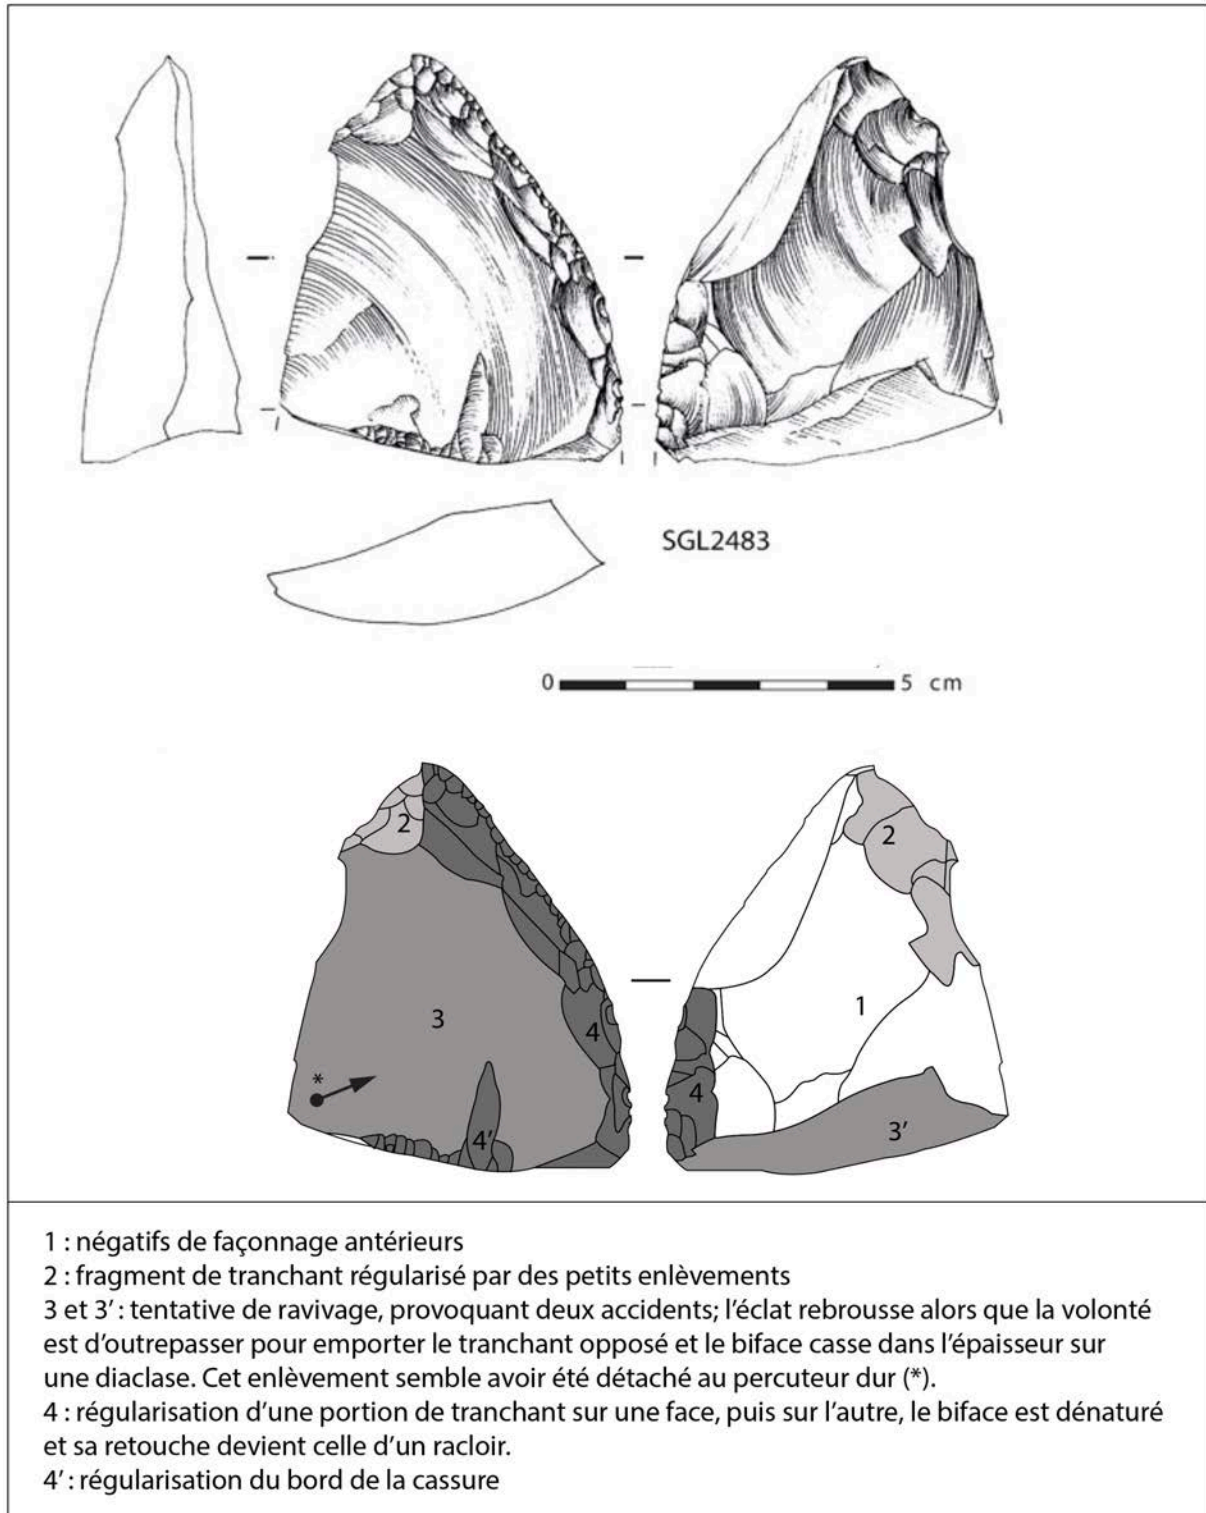 SGL2483
0 5 cm
2
2
3
1
4
4
*
4'
3'
1 : négatifs de façonnage antérieurs
2 : fragment de tranchant régularisé par des petits enlèvements
3 et 3' : tentative de ravivage, provoquant deux accidents; l'éclat rebrousse alors que la volonté
est d'outrepasser pour emporter le tranchant opposé et le biface casse dans l'épaisseur sur
une diaclase. Cet enlèvement semble avoir été détaché au percuteur dur (*).
4 : régularisation d'une portion de tranchant sur une face, puis sur l'autre, le biface est dénaturé
et sa retouche devient celle d'un racloir.
4' : régularisation du bord de la cassure